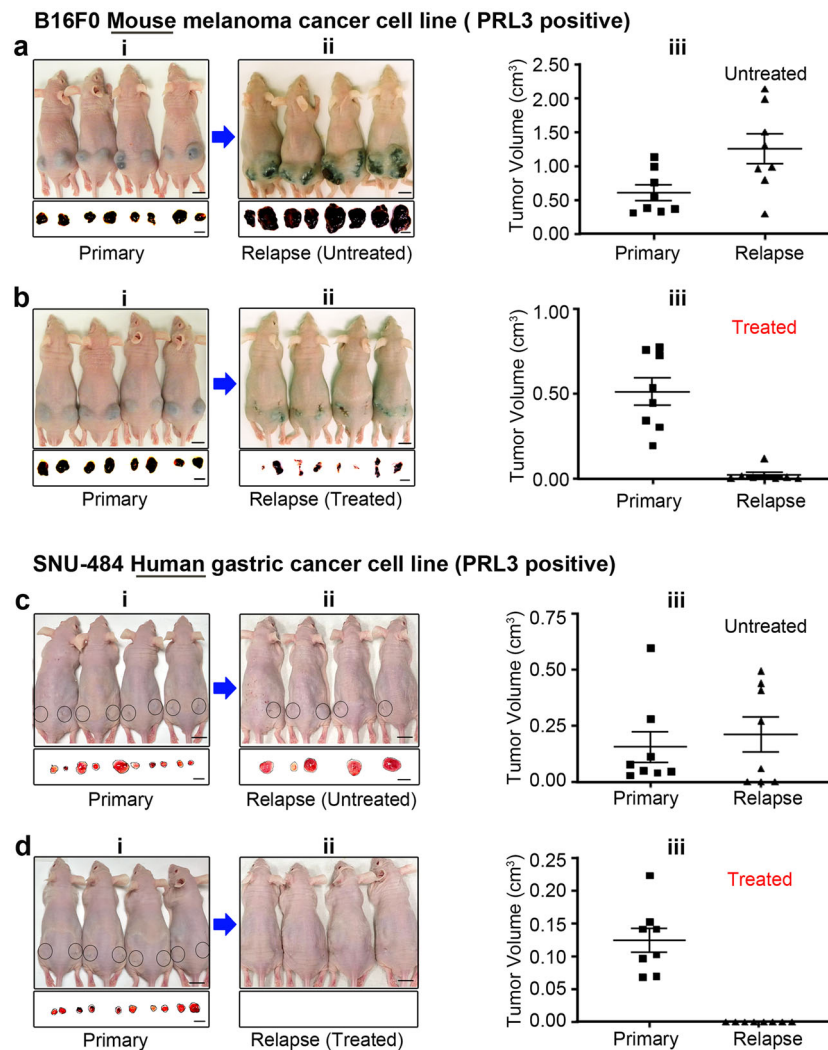 B16F0 Mouse melanoma cancer cell line ( PRL3 positive)
a
i
ii
iii
Primary
Relapse (Untreated)
Tumor Volume (cm³)
2.50
2.00
1.50
1.00
0.50
0.00
Untreated
Primary
Relapse
b
i
ii
iii
Primary
Relapse (Treated)
Tumor Volume (cm³)
1.00
0.50
0.00
Treated
Primary
Relapse
SNU-484 Human gastric cancer cell line (PRL3 positive)
c
i
ii
iii
Primary
Relapse (Untreated)
Tumor Volume (cm³)
0.75
0.50
0.25
0.00
Untreated
Primary
Relapse
d
i
ii
iii
Primary
Relapse (Treated)
Tumor Volume (cm³)
0.25
0.20
0.15
0.10
0.05
0.00
Treated
Primary
Relapse